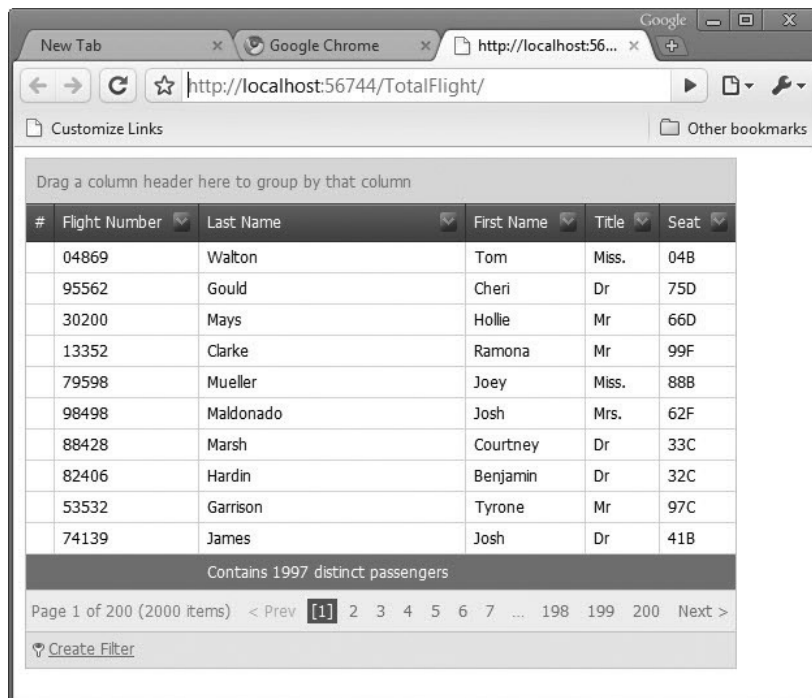 Google
New Tab
Google Chrome
http://localhost:56...
http://localhost:56744/TotalFlight/
Customize Links
Other bookmarks
Drag a column header here to group by that column
# Flight Number Last Name First Name Title Seat
04869 Walton Tom Miss. 04B
95562 Gould Cheri Dr 75D
30200 Mays Hollie Mr 66D
13352 Clarke Ramona Mr 99F
79598 Mueller Joey Miss. 88B
98498 Maldonado Josh Mrs. 62F
88428 Marsh Courtney Dr 33C
82406 Hardin Benjamin Dr 32C
53532 Garrison Tyrone Mr 97C
74139 James Josh Dr 41B
Contains 1997 distinct passengers
Page 1 of 200 (2000 items) < Prev [1] 2 3 4 5 6 7 ... 198 199 200 Next >
Create Filter